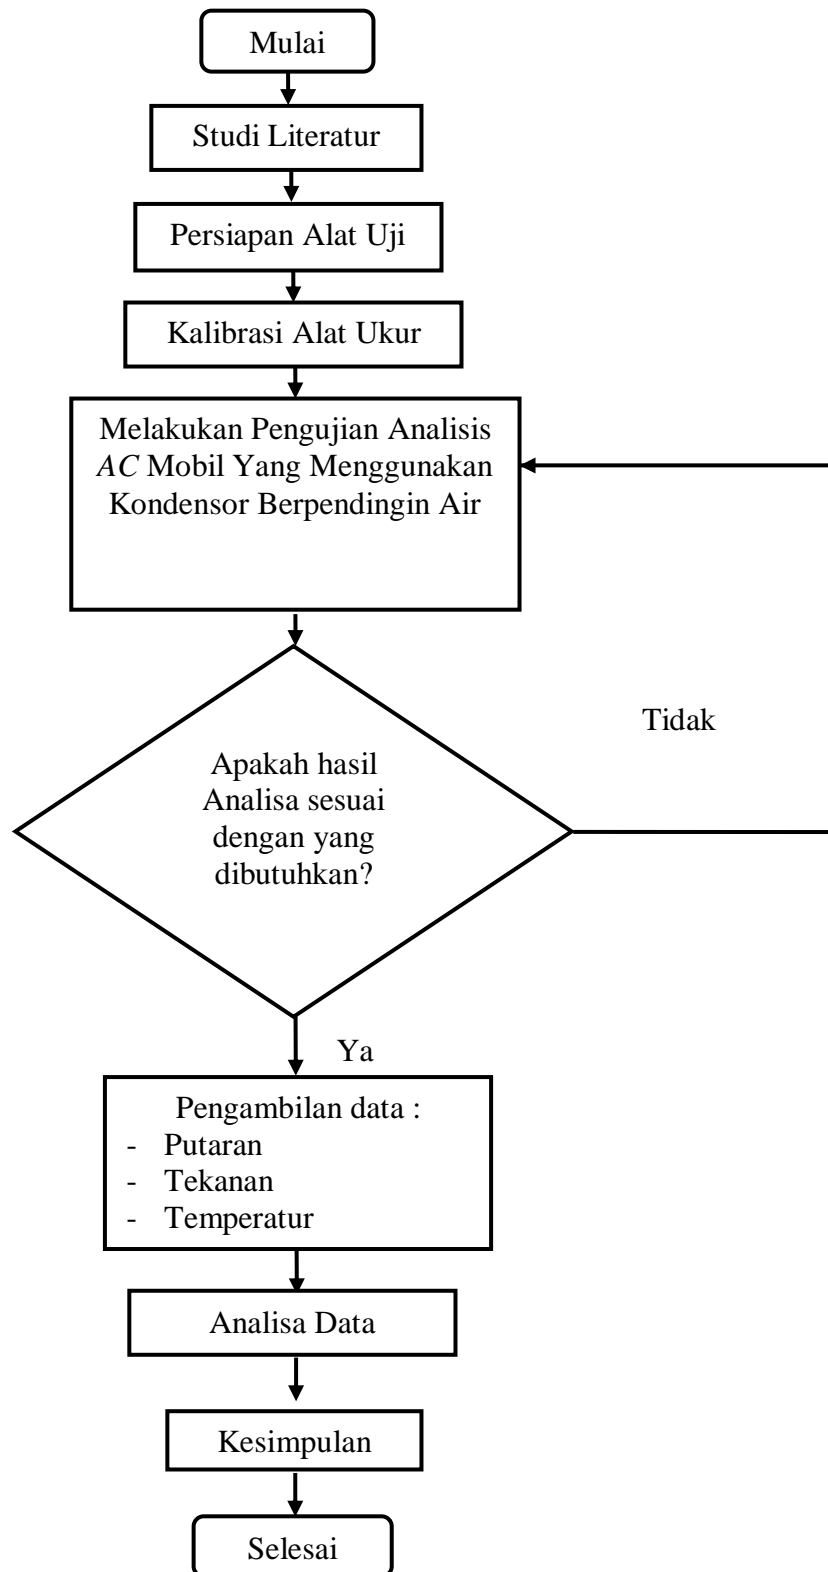 Mulai
Studi Literatur
Persiapan Alat Uji
Kalibrasi Alat Ukur
Melakukan Pengujian Analisis
AC Mobil Yang Menggunakan
Kondensor Berpendingin Air
Tidak
Apakah hasil
Analisa sesuai
dengan yang
dibutuhkan?
Ya
Pengambilan data :
- Putaran
- Tekanan
- Temperatur
Analisa Data
Kesimpulan
Selesai